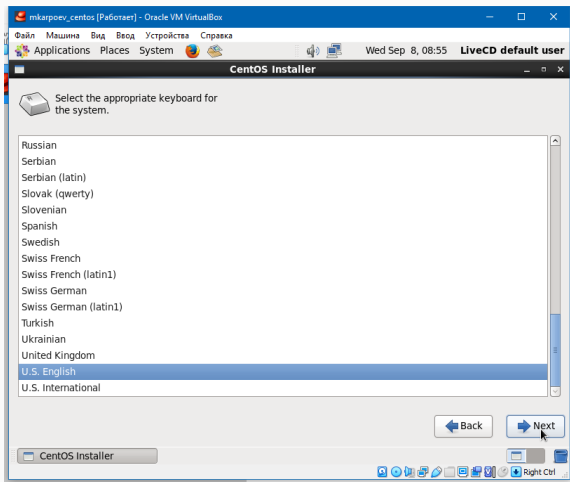 mkarpoev_centos [Работает] - Oracle VM VirtualBox
Файл Машина Вид Ввод Устройства Справка
Applications Places System Wed Sep 8, 08:55 LiveCD default user
CentOS Installer
Select the appropriate keyboard for
the system.
Russian
Serbian
Serbian (latin)
Slovak (qwerty)
Slovenian
Spanish
Swedish
Swiss French
Swiss French (latin1)
Swiss German
Swiss German (latin1)
Turkish
Ukrainian
United Kingdom
U.S. English
U.S. International
Back Next
CentOS Installer
Right Ctrl